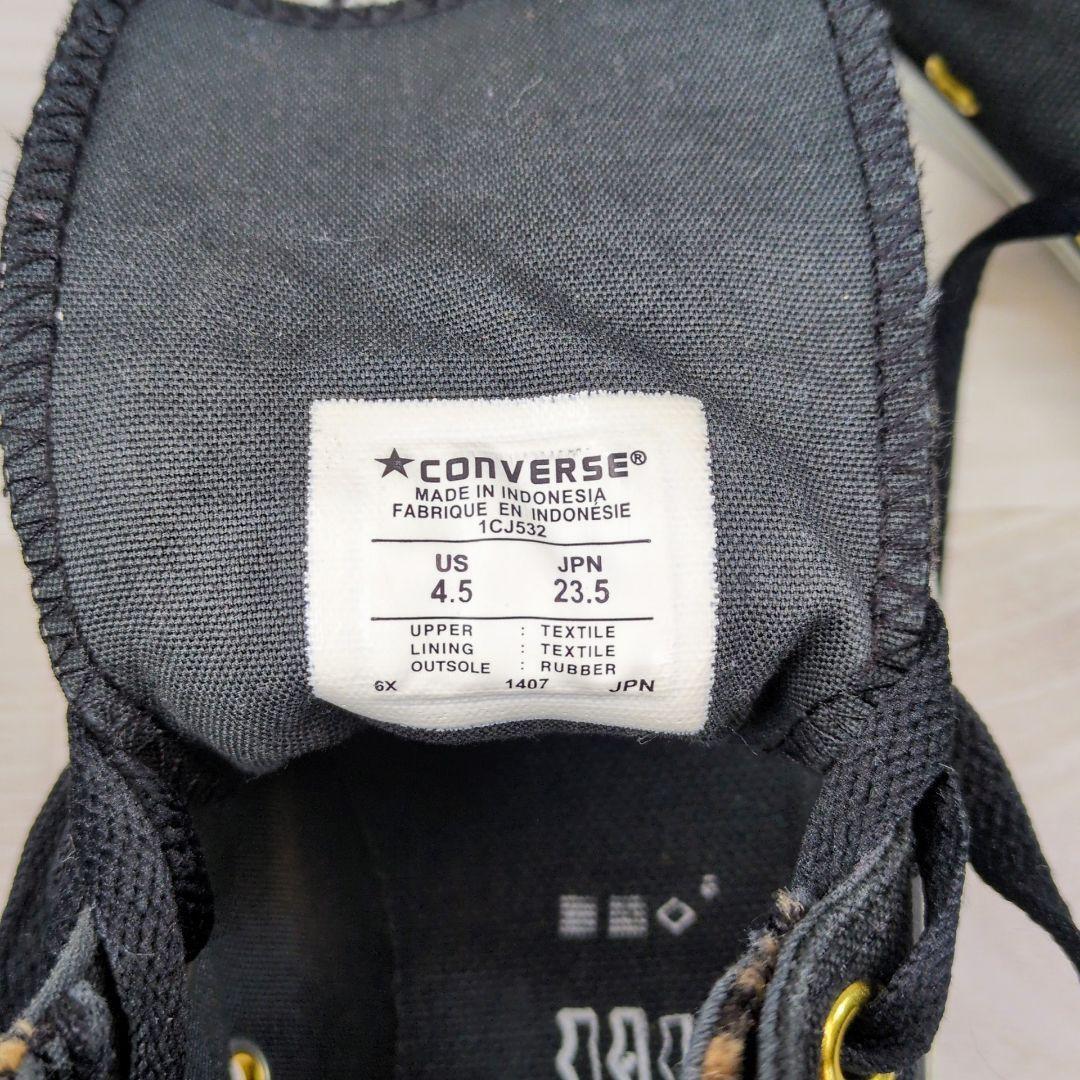 ★CONVERSE®
MADE IN INDONESIA
FABRIQUE EN INDONÉSIE
1CJ532
US JPN
4.5 23.5
UPPER : TEXTILE
LINING : TEXTILE
OUTSOLE : RUBBER
6X 1407 JPN